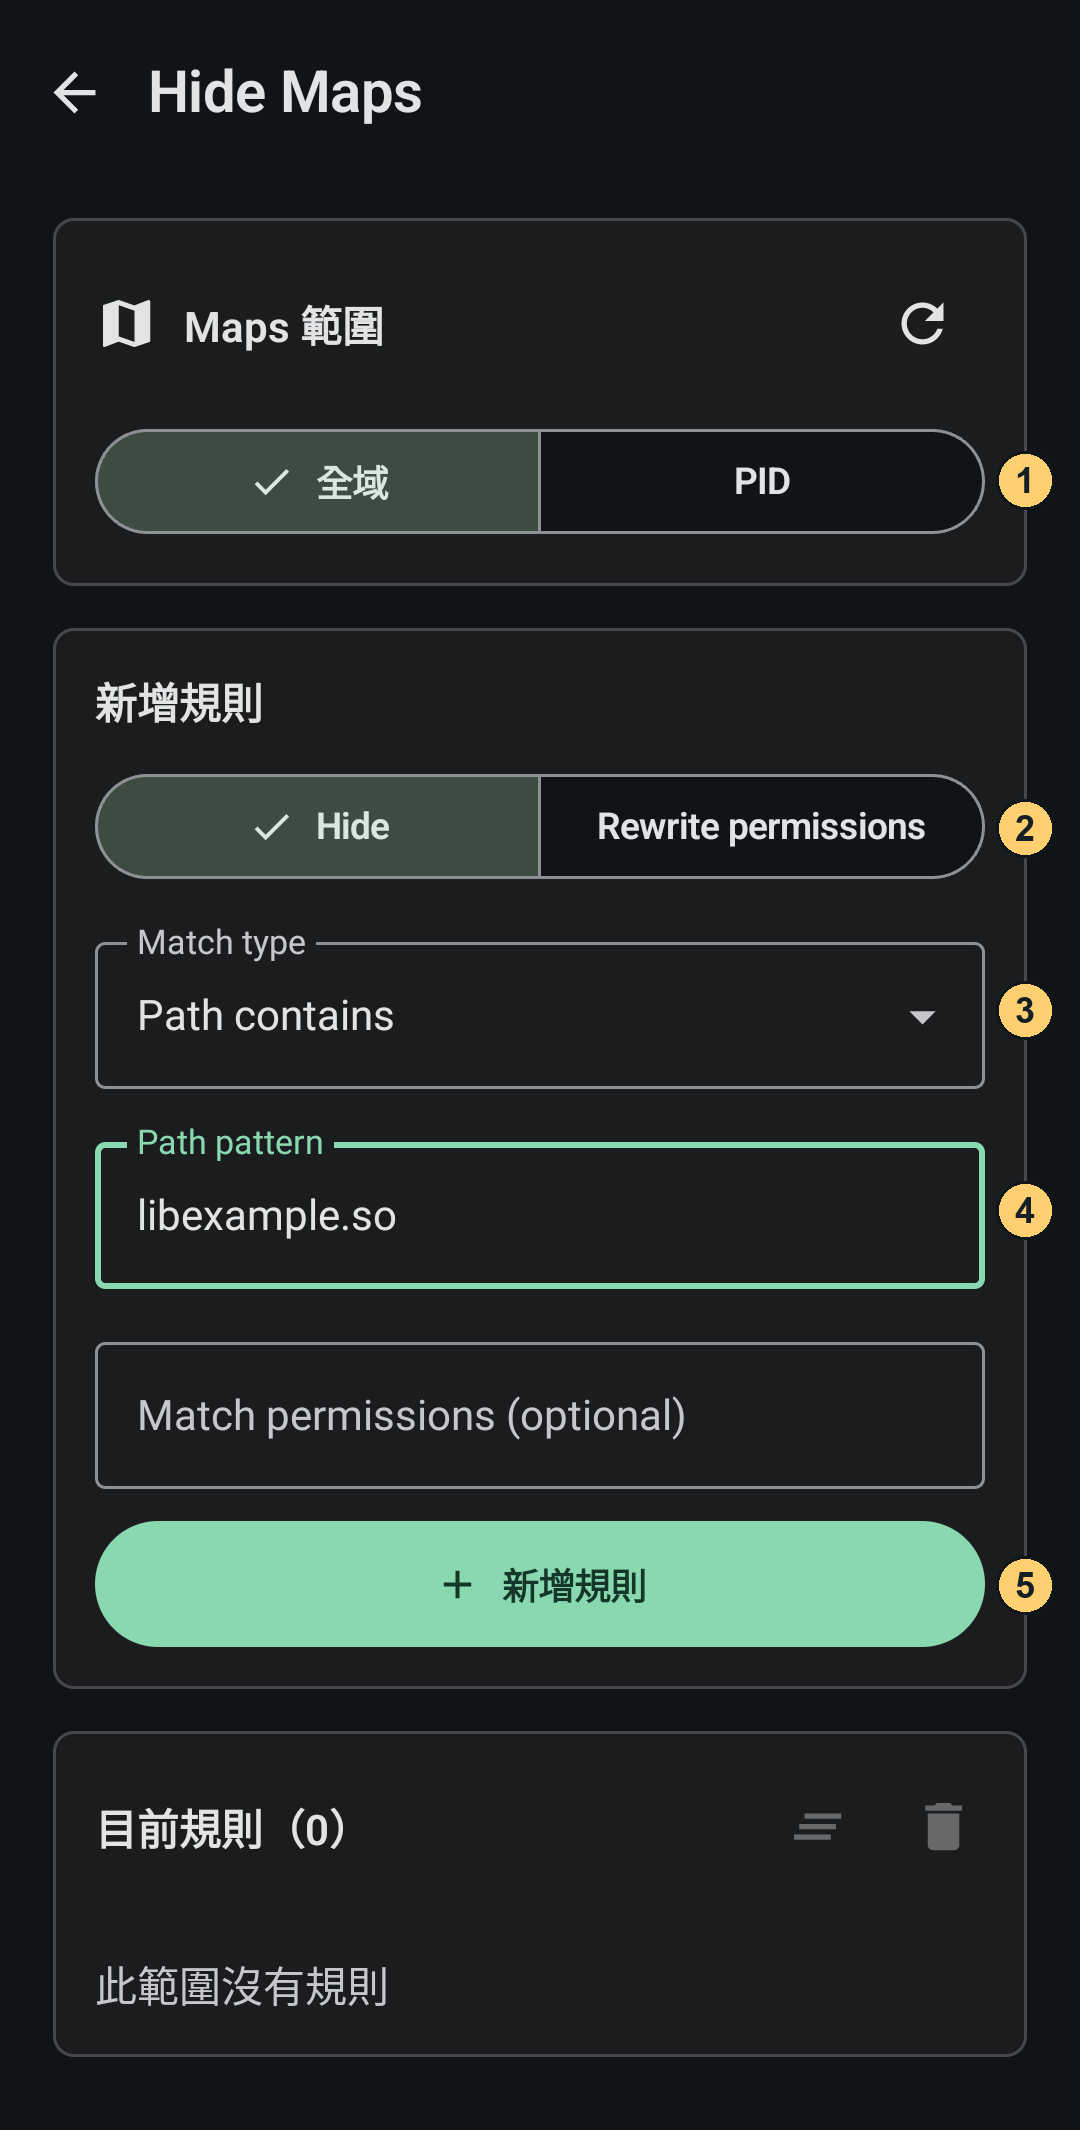 Hide Maps
Maps 範圍
全域
PID
1
新增規則
Hide
Rewrite permissions
2
Match type
Path contains
3
Path pattern
libexample.so
4
Match permissions (optional)
新增規則
5
目前規則（0）
此範圍沒有規則